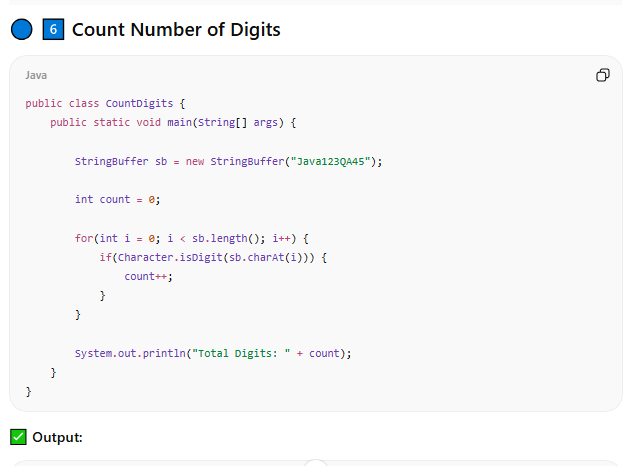 6 Count Number of Digits
Java
public class CountDigits {
    public static void main(String[] args) {
        StringBuffer sb = new StringBuffer("Java123QA45");
        int count = 0;
        for(int i = 0; i < sb.length(); i++) {
            if(Character.isDigit(sb.charAt(i))) {
                count++;
            }
        }
        System.out.println("Total Digits: " + count);
    }
}
Output: